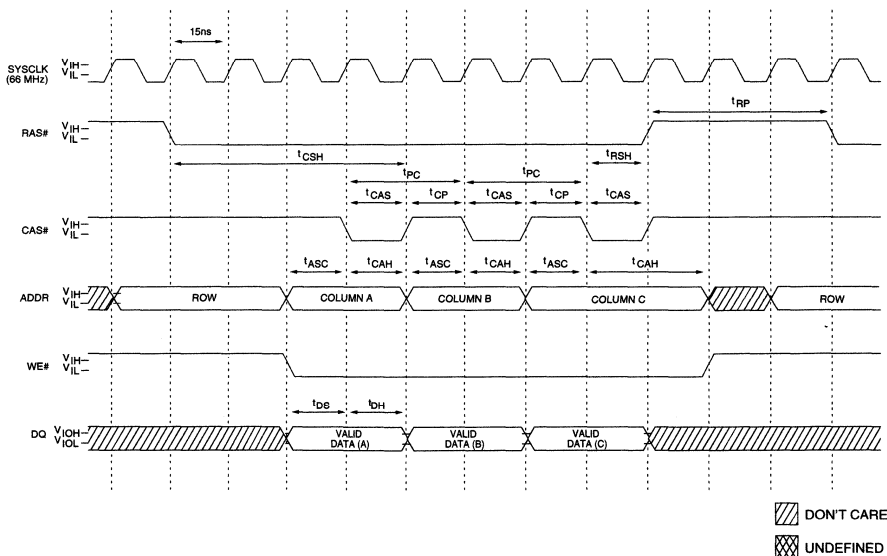 15ns
SYSCLK
(66 MHz)
VIH
VIL
RAS#
VIH
VIL
tRP
tCSH
tRSH
tPC
tPC
tCAS
tCP
tCAS
tCP
tCAS
CAS#
VIH
VIL
tASC
tCAH
tASC
tCAH
tASC
tCAH
ADDR
VIH
VIL
ROW
COLUMN A
COLUMN B
COLUMN C
ROW
WE#
VIH
VIL
tDS
tDH
DQ
VIOH
VIOL
VALID
DATA (A)
VALID
DATA (B)
VALID
DATA (C)
DON'T CARE
UNDEFINED